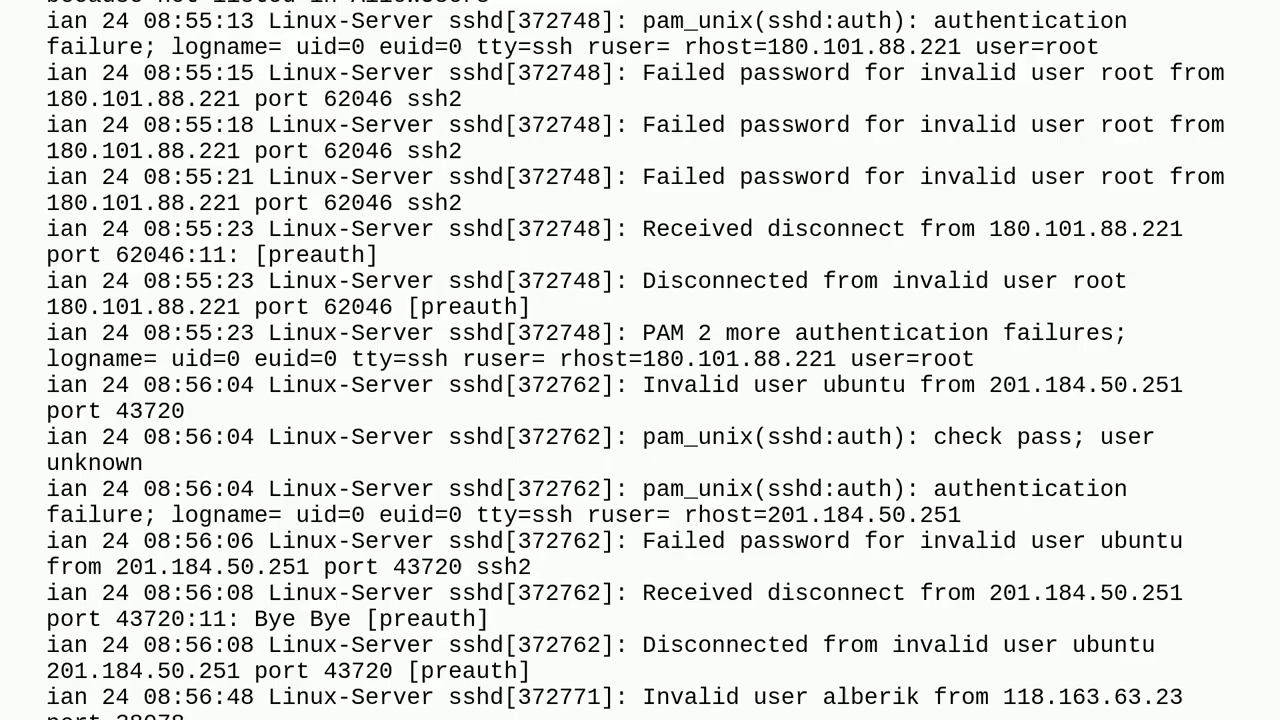 because not listed in AllowUsers
ian 24 08:55:13 Linux-Server sshd[372748]: pam_unix(sshd:auth): authentication
failure; logname= uid=0 euid=0 tty=ssh ruser= rhost=180.101.88.221 user=root
ian 24 08:55:15 Linux-Server sshd[372748]: Failed password for invalid user root from
180.101.88.221 port 62046 ssh2
ian 24 08:55:18 Linux-Server sshd[372748]: Failed password for invalid user root from
180.101.88.221 port 62046 ssh2
ian 24 08:55:21 Linux-Server sshd[372748]: Failed password for invalid user root from
180.101.88.221 port 62046 ssh2
ian 24 08:55:23 Linux-Server sshd[372748]: Received disconnect from 180.101.88.221
port 62046:11: [preauth]
ian 24 08:55:23 Linux-Server sshd[372748]: Disconnected from invalid user root
180.101.88.221 port 62046 [preauth]
ian 24 08:55:23 Linux-Server sshd[372748]: PAM 2 more authentication failures;
logname= uid=0 euid=0 tty=ssh ruser= rhost=180.101.88.221 user=root
ian 24 08:56:04 Linux-Server sshd[372762]: Invalid user ubuntu from 201.184.50.251
port 43720
ian 24 08:56:04 Linux-Server sshd[372762]: pam_unix(sshd:auth): check pass; user
unknown
ian 24 08:56:04 Linux-Server sshd[372762]: pam_unix(sshd:auth): authentication
failure; logname= uid=0 euid=0 tty=ssh ruser= rhost=201.184.50.251
ian 24 08:56:06 Linux-Server sshd[372762]: Failed password for invalid user ubuntu
from 201.184.50.251 port 43720 ssh2
ian 24 08:56:08 Linux-Server sshd[372762]: Received disconnect from 201.184.50.251
port 43720:11: Bye Bye [preauth]
ian 24 08:56:08 Linux-Server sshd[372762]: Disconnected from invalid user ubuntu
201.184.50.251 port 43720 [preauth]
ian 24 08:56:48 Linux-Server sshd[372771]: Invalid user alberik from 118.163.63.23
port